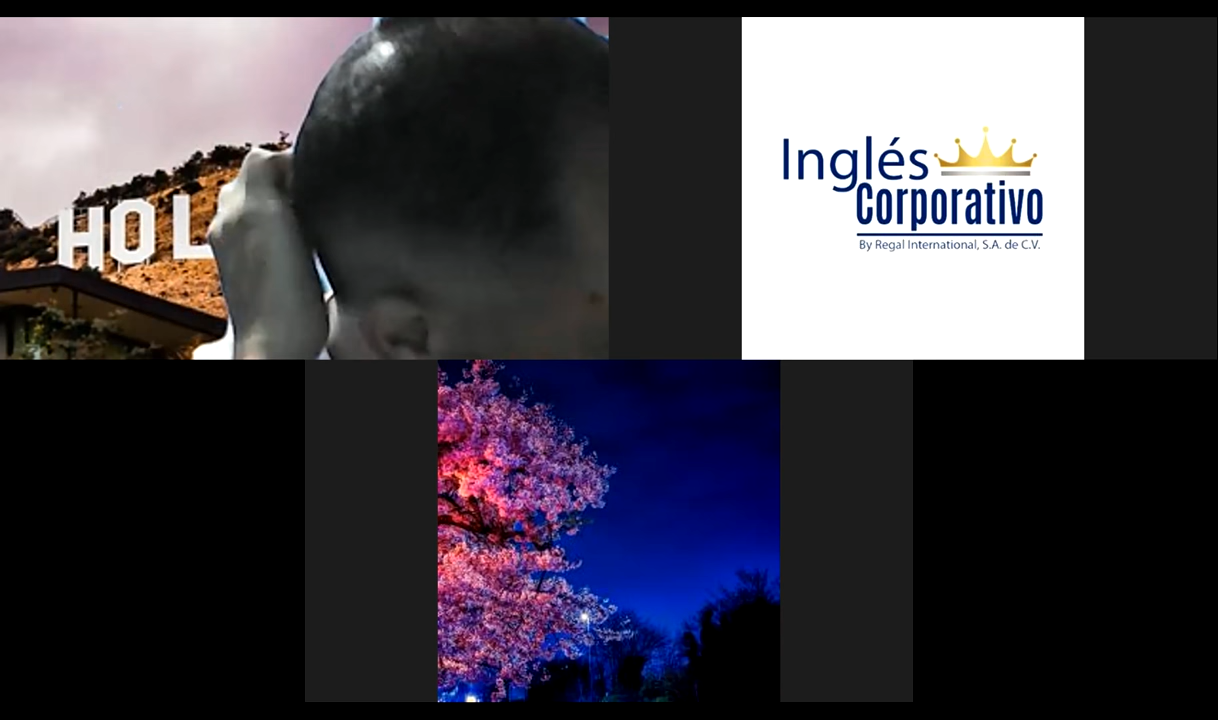 HOL
Inglés
Corporativo
By Regal International, S.A. de C.V.